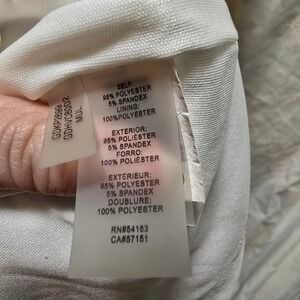 SELF:
95% POLYESTER
5% SPANDEX
LINING:
100%POLYESTER
EXTERIOR:
95% POLIÉSTER
5% SPANDEX
FORRO:
100% POLIÉSTER
EXTÉRIEUR:
95% POLYESTER
5% SPANDEX
DOUBLURE:
100% POLYESTER
RN#54163
CA#57151
MUL